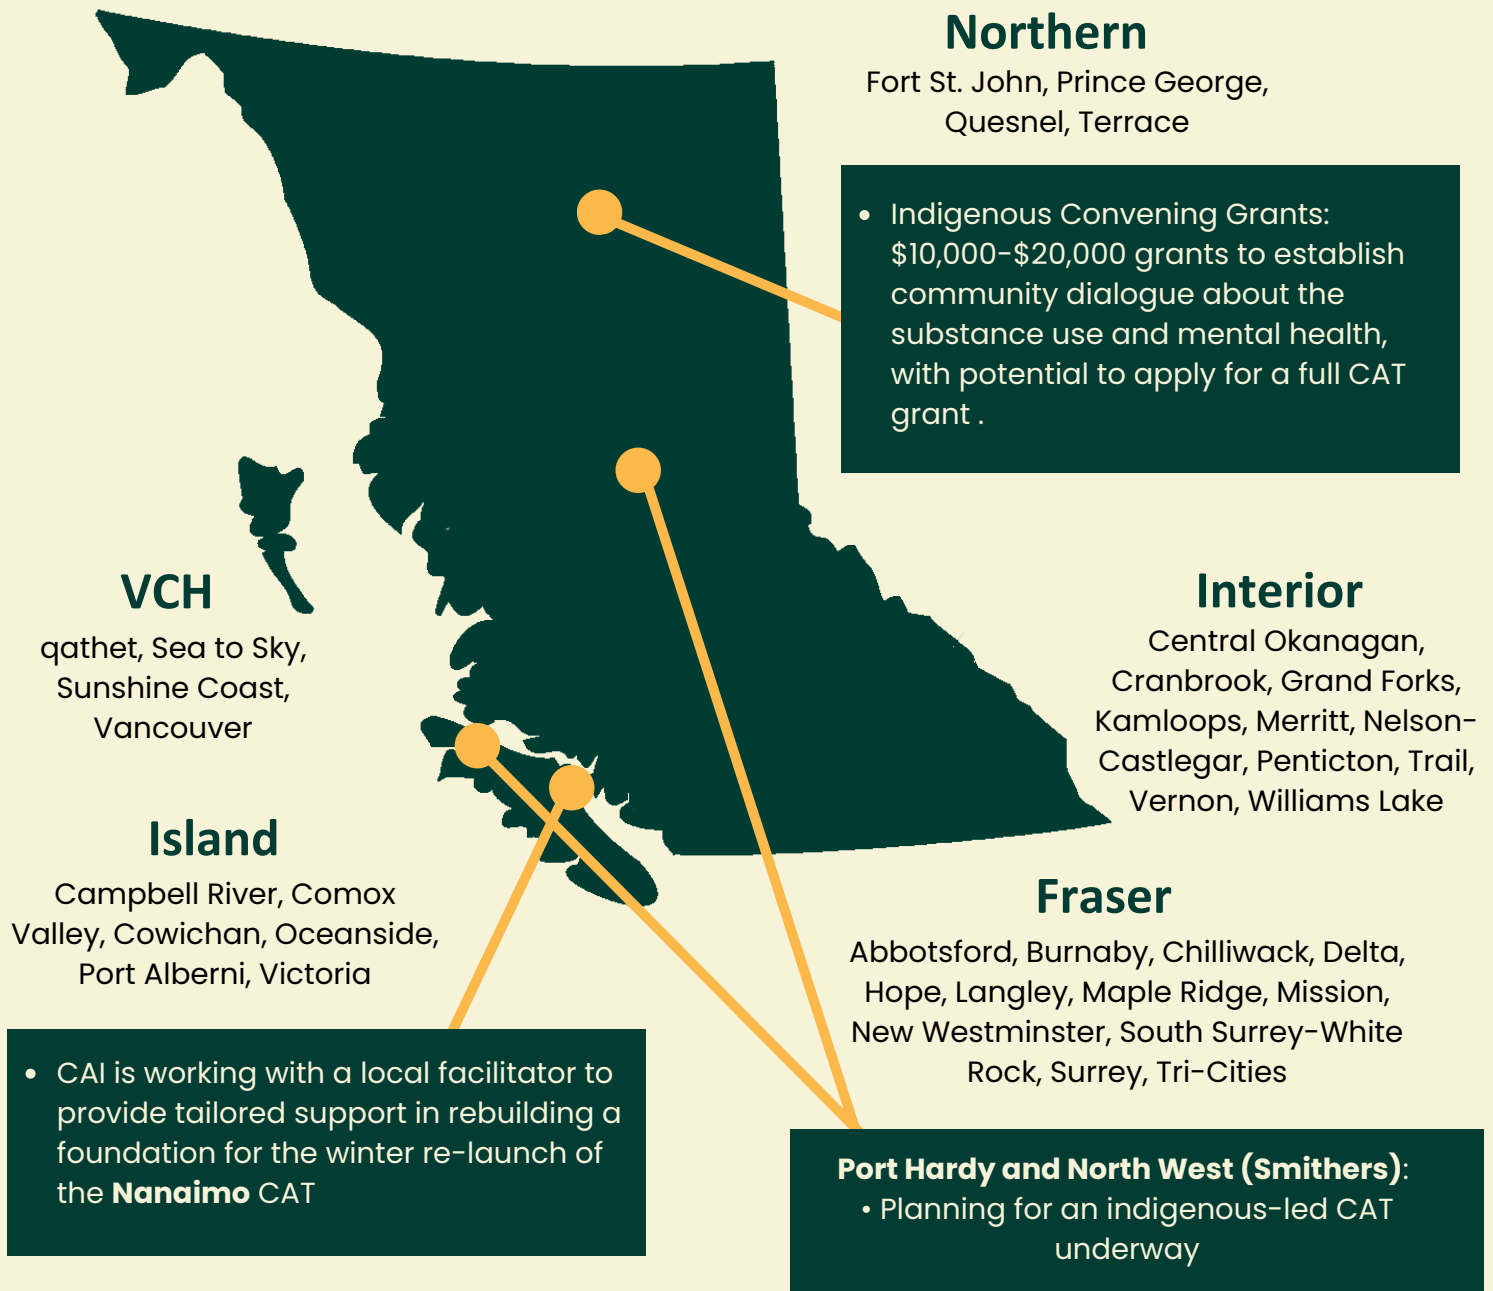 Northern
Fort St. John, Prince George,
Quesnel, Terrace
• Indigenous Convening Grants:
$10,000-$20,000 grants to establish
community dialogue about the
substance use and mental health,
with potential to apply for a full CAT
grant .
VCH
qathet, Sea to Sky,
Sunshine Coast,
Vancouver
Interior
Central Okanagan,
Cranbrook, Grand Forks,
Kamloops, Merritt, Nelson-
Castlegar, Penticton, Trail,
Vernon, Williams Lake
Island
Campbell River, Comox
Valley, Cowichan, Oceanside,
Port Alberni, Victoria
Fraser
Abbotsford, Burnaby, Chilliwack, Delta,
Hope, Langley, Maple Ridge, Mission,
New Westminster, South Surrey-White
Rock, Surrey, Tri-Cities
• CAI is working with a local facilitator to
provide tailored support in rebuilding a
foundation for the winter re-launch of
the Nanaimo CAT
Port Hardy and North West (Smithers):
• Planning for an indigenous-led CAT
underway